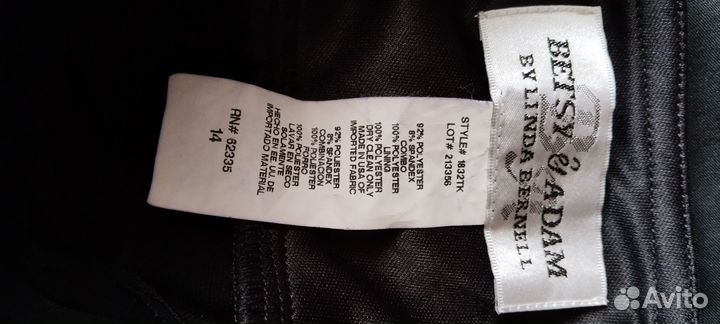 BETSY & ADAM
BY LINDA BERNELL
STYLE# 1832TK
LOT# 213356
92% POLYESTER
8% SPANDEX
COMBO
100% POLYESTER
LINING
100% POLYESTER
DRY CLEAN ONLY
MADE IN USA OF
IMPORTED FABRIC
92% POLIESTER
8% SPANDEX
COMBINACION
100% POLIESTER
FORRO
100% POLIESTER
LAVAR EN SECO
SOLAMENTE
HECHO EN EE. UU. DE
IMPORTADO MATERIAL
RN# 62335
14
Avito